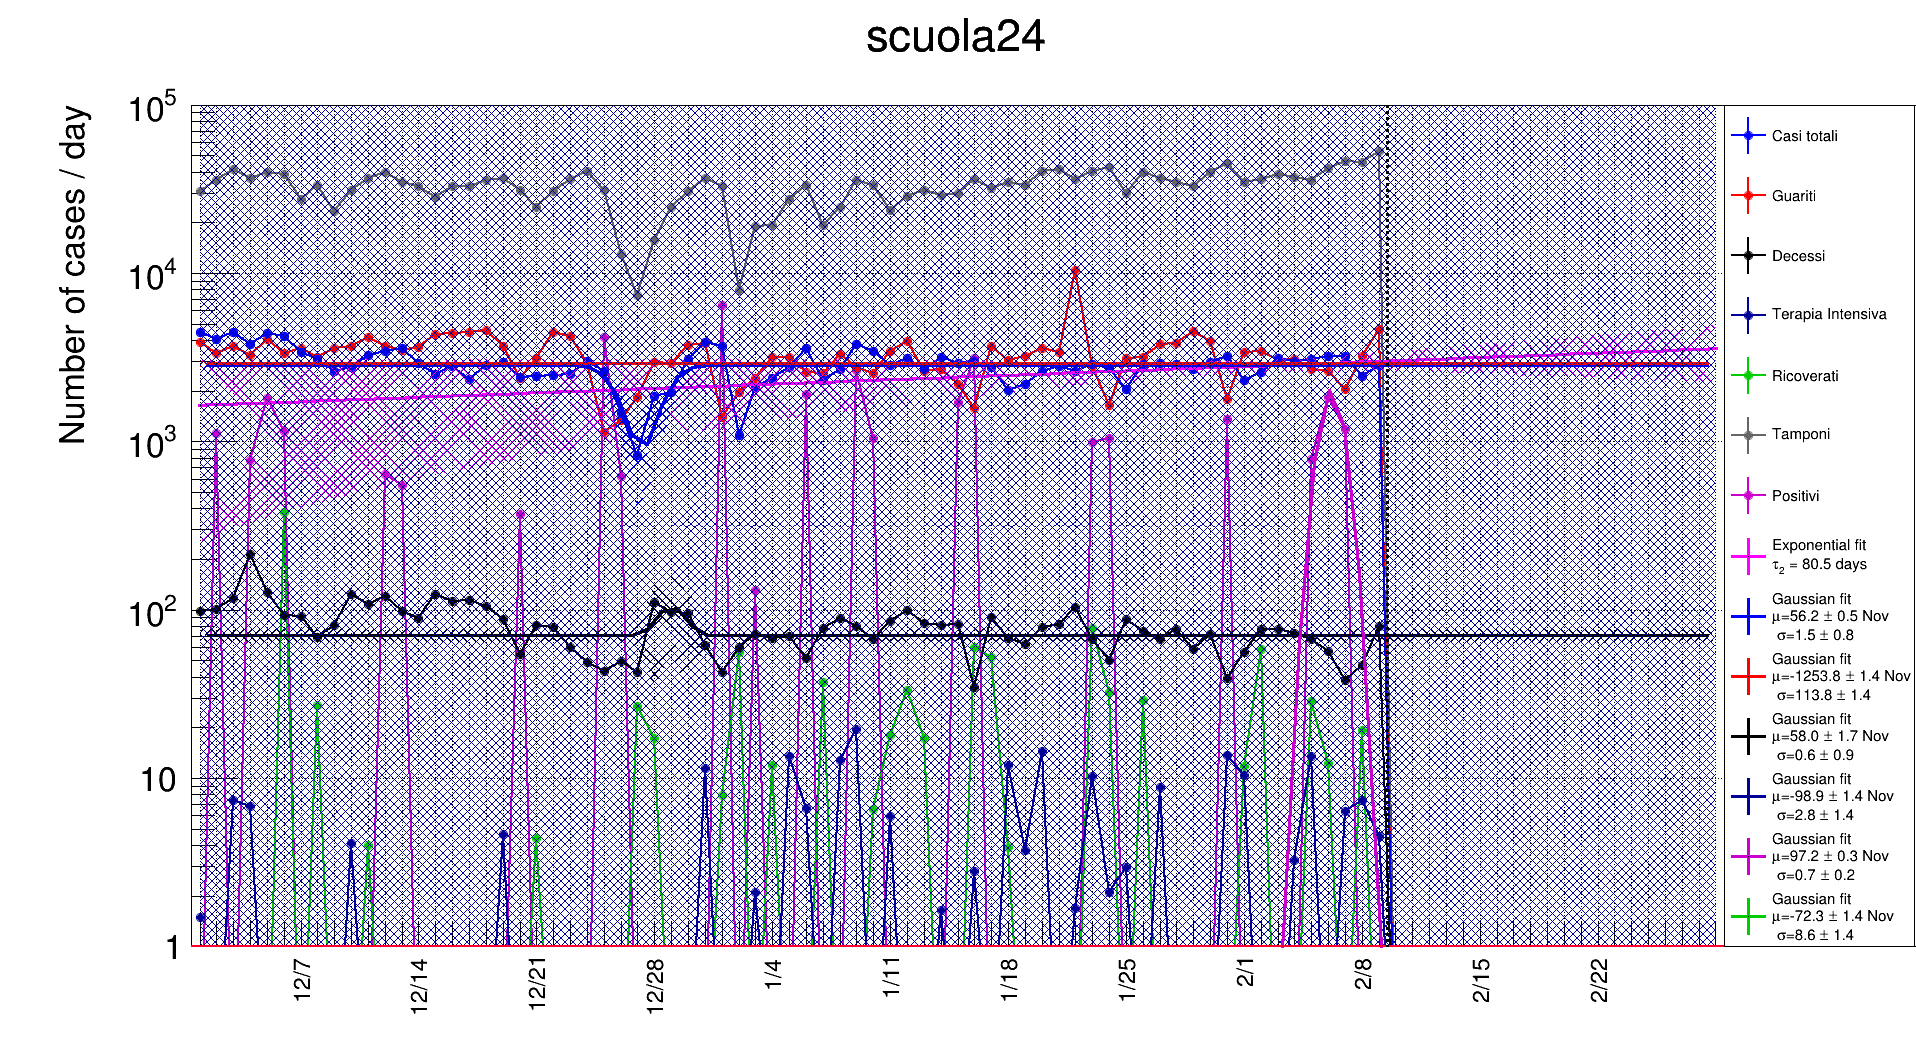 scuola24
Number of cases / day
10^5
10^4
10^3
10^2
10
1
12/7
12/14
12/21
12/28
1/4
1/11
1/18
1/25
2/1
2/8
2/15
2/22
Casi totali
Guariti
Decessi
Terapia Intensiva
Ricoverati
Tamponi
Positivi
Exponential fit
τ₂ = 80.5 days
Gaussian fit
μ=56.2 ± 0.5 Nov
σ=1.5 ± 0.8
Gaussian fit
μ=-1253.8 ± 1.4 Nov
σ=113.8 ± 1.4
Gaussian fit
μ=58.0 ± 1.7 Nov
σ=0.6 ± 0.9
Gaussian fit
μ=-98.9 ± 1.4 Nov
σ=2.8 ± 1.4
Gaussian fit
μ=97.2 ± 0.3 Nov
σ=0.7 ± 0.2
Gaussian fit
μ=-72.3 ± 1.4 Nov
σ=8.6 ± 1.4